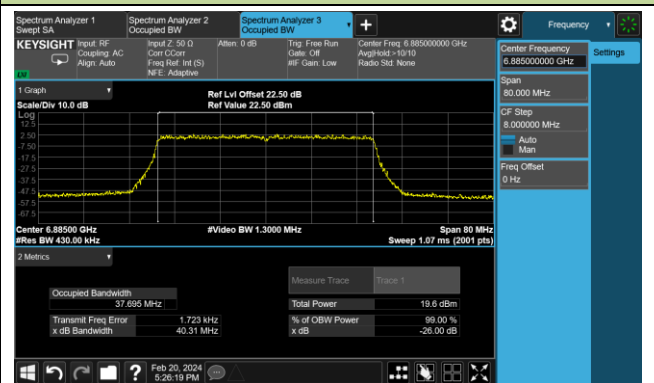 Spectrum Analyzer 1
Swept SA
Spectrum Analyzer 2
Occupied BW
Spectrum Analyzer 3
Occupied BW
Frequency
KEYSIGHT
Input: RF
Coupling: AC
Align: Auto
Input Z: 50 Ω
Corr CCorr
Freq Ref: Int (S)
NFE: Adaptive
Atten: 0 dB
Trig: Free Run
Gate: Off
#IF Gain: Low
Center Freq: 6.885000000 GHz
Avg|Hold:>10/10
Radio Std: None
Center Frequency
6.885000000 GHz
Settings
Span
80.000 MHz
CF Step
8.000000 MHz
Auto
Man
Freq Offset
0 Hz
1 Graph
Scale/Div 10.0 dB
Ref Lvl Offset 22.50 dB
Ref Value 22.50 dBm
Log
12.5
2.50
-7.50
-17.5
-27.5
-37.5
-47.5
-57.5
-67.5
Center 6.88500 GHz
#Res BW 430.00 kHz
#Video BW 1.3000 MHz
Span 80 MHz
Sweep 1.07 ms (2001 pts)
2 Metrics
Measure Trace
Trace 1
Occupied Bandwidth
37.695 MHz
Total Power
19.6 dBm
Transmit Freq Error
1.723 kHz
% of OBW Power
99.00 %
x dB Bandwidth
40.31 MHz
x dB
-26.00 dB
Feb 20, 2024
5:26:19 PM